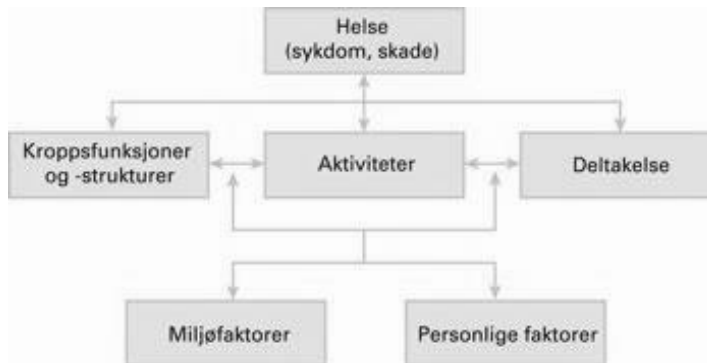 Helse
(sykdom, skade)
Kroppsfunksjoner
og -strukturer
Aktiviteter
Deltakelse
Miljøfaktorer
Personlige faktorer